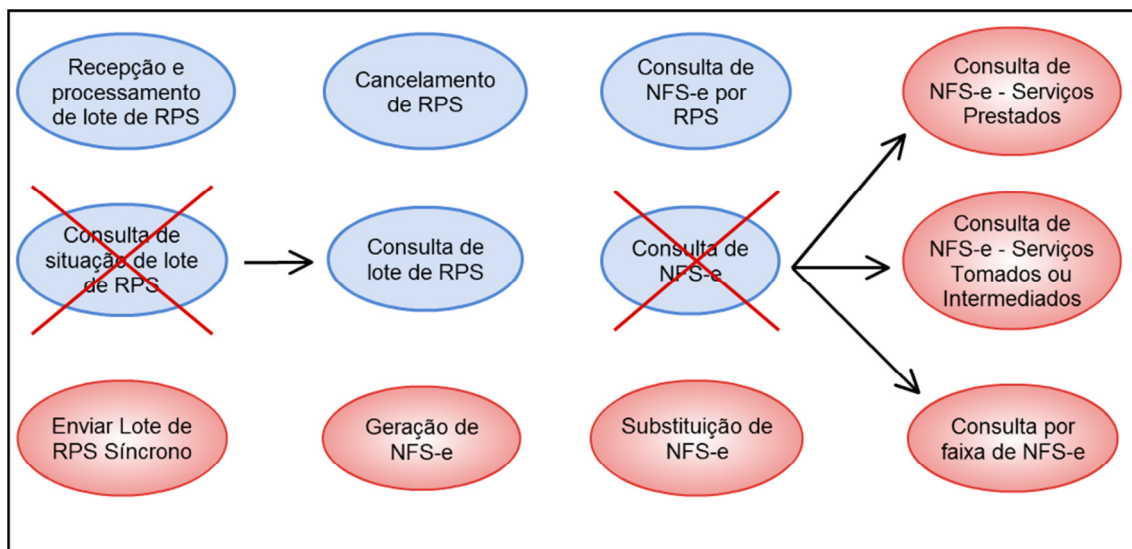 Recepção e
processamento
de lote de RPS
Cancelamento
de RPS
Consulta de
NFS-e por
RPS
Consulta de
NFS-e - Serviços
Prestados
Consulta de
situação de lote
de RPS
Consulta de
lote de RPS
Consulta de
NFS-e
Consulta de
NFS-e - Serviços
Tomados ou
Intermediados
Enviar Lote de
RPS Síncrono
Geração de
NFS-e
Substituição de
NFS-e
Consulta por
faixa de NFS-e